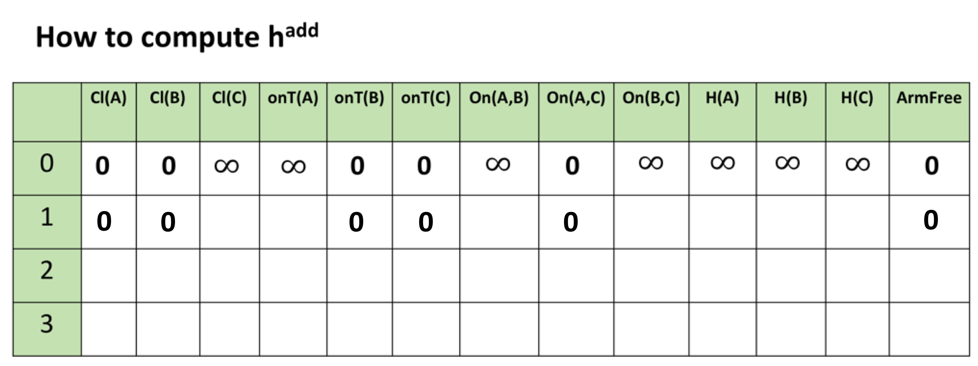 How to compute hadd
Cl(A) Cl(B) Cl(C) onT(A) onT(B) onT(C) On(A,B) On(A,C) On(B,C) H(A) H(B) H(C) ArmFree
0 0 0 ∞ ∞ 0 0 ∞ 0 ∞ ∞ ∞ ∞ 0
1 0 0 0 0 0 0
2
3